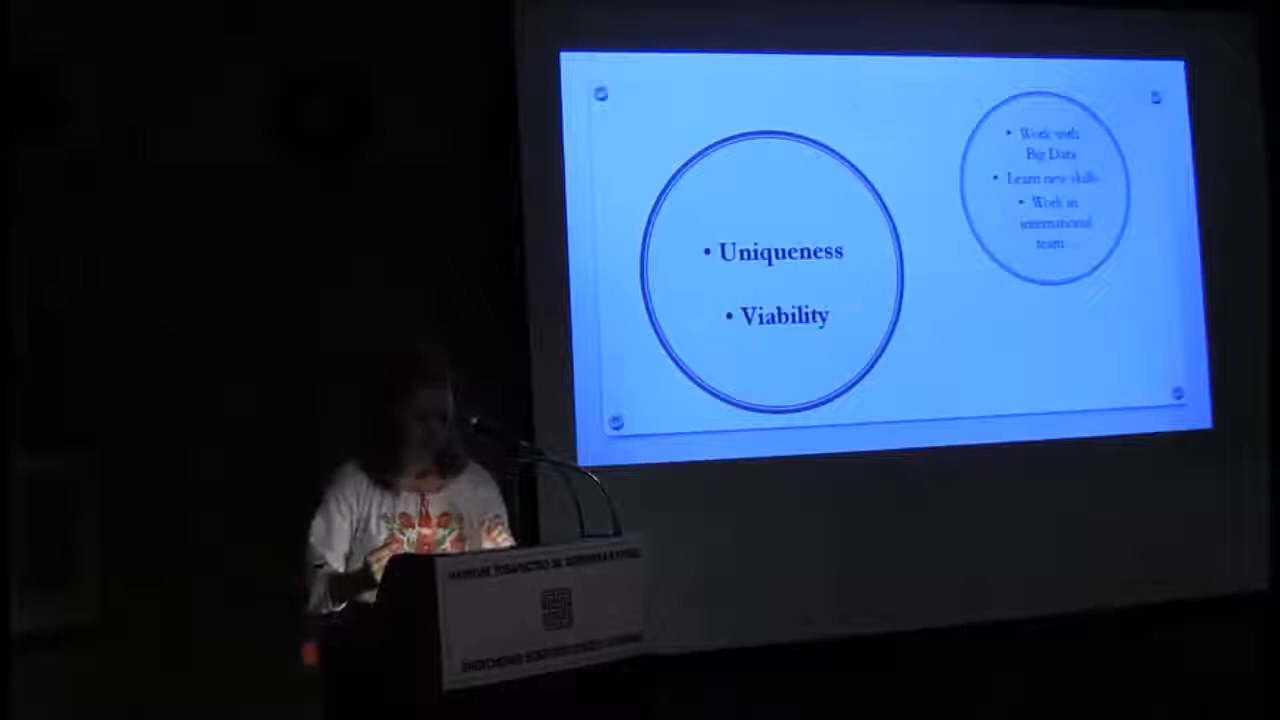 • Uniqueness
• Viability
• Work with
Big Data
• Learn new skills
• Work in
international
team...